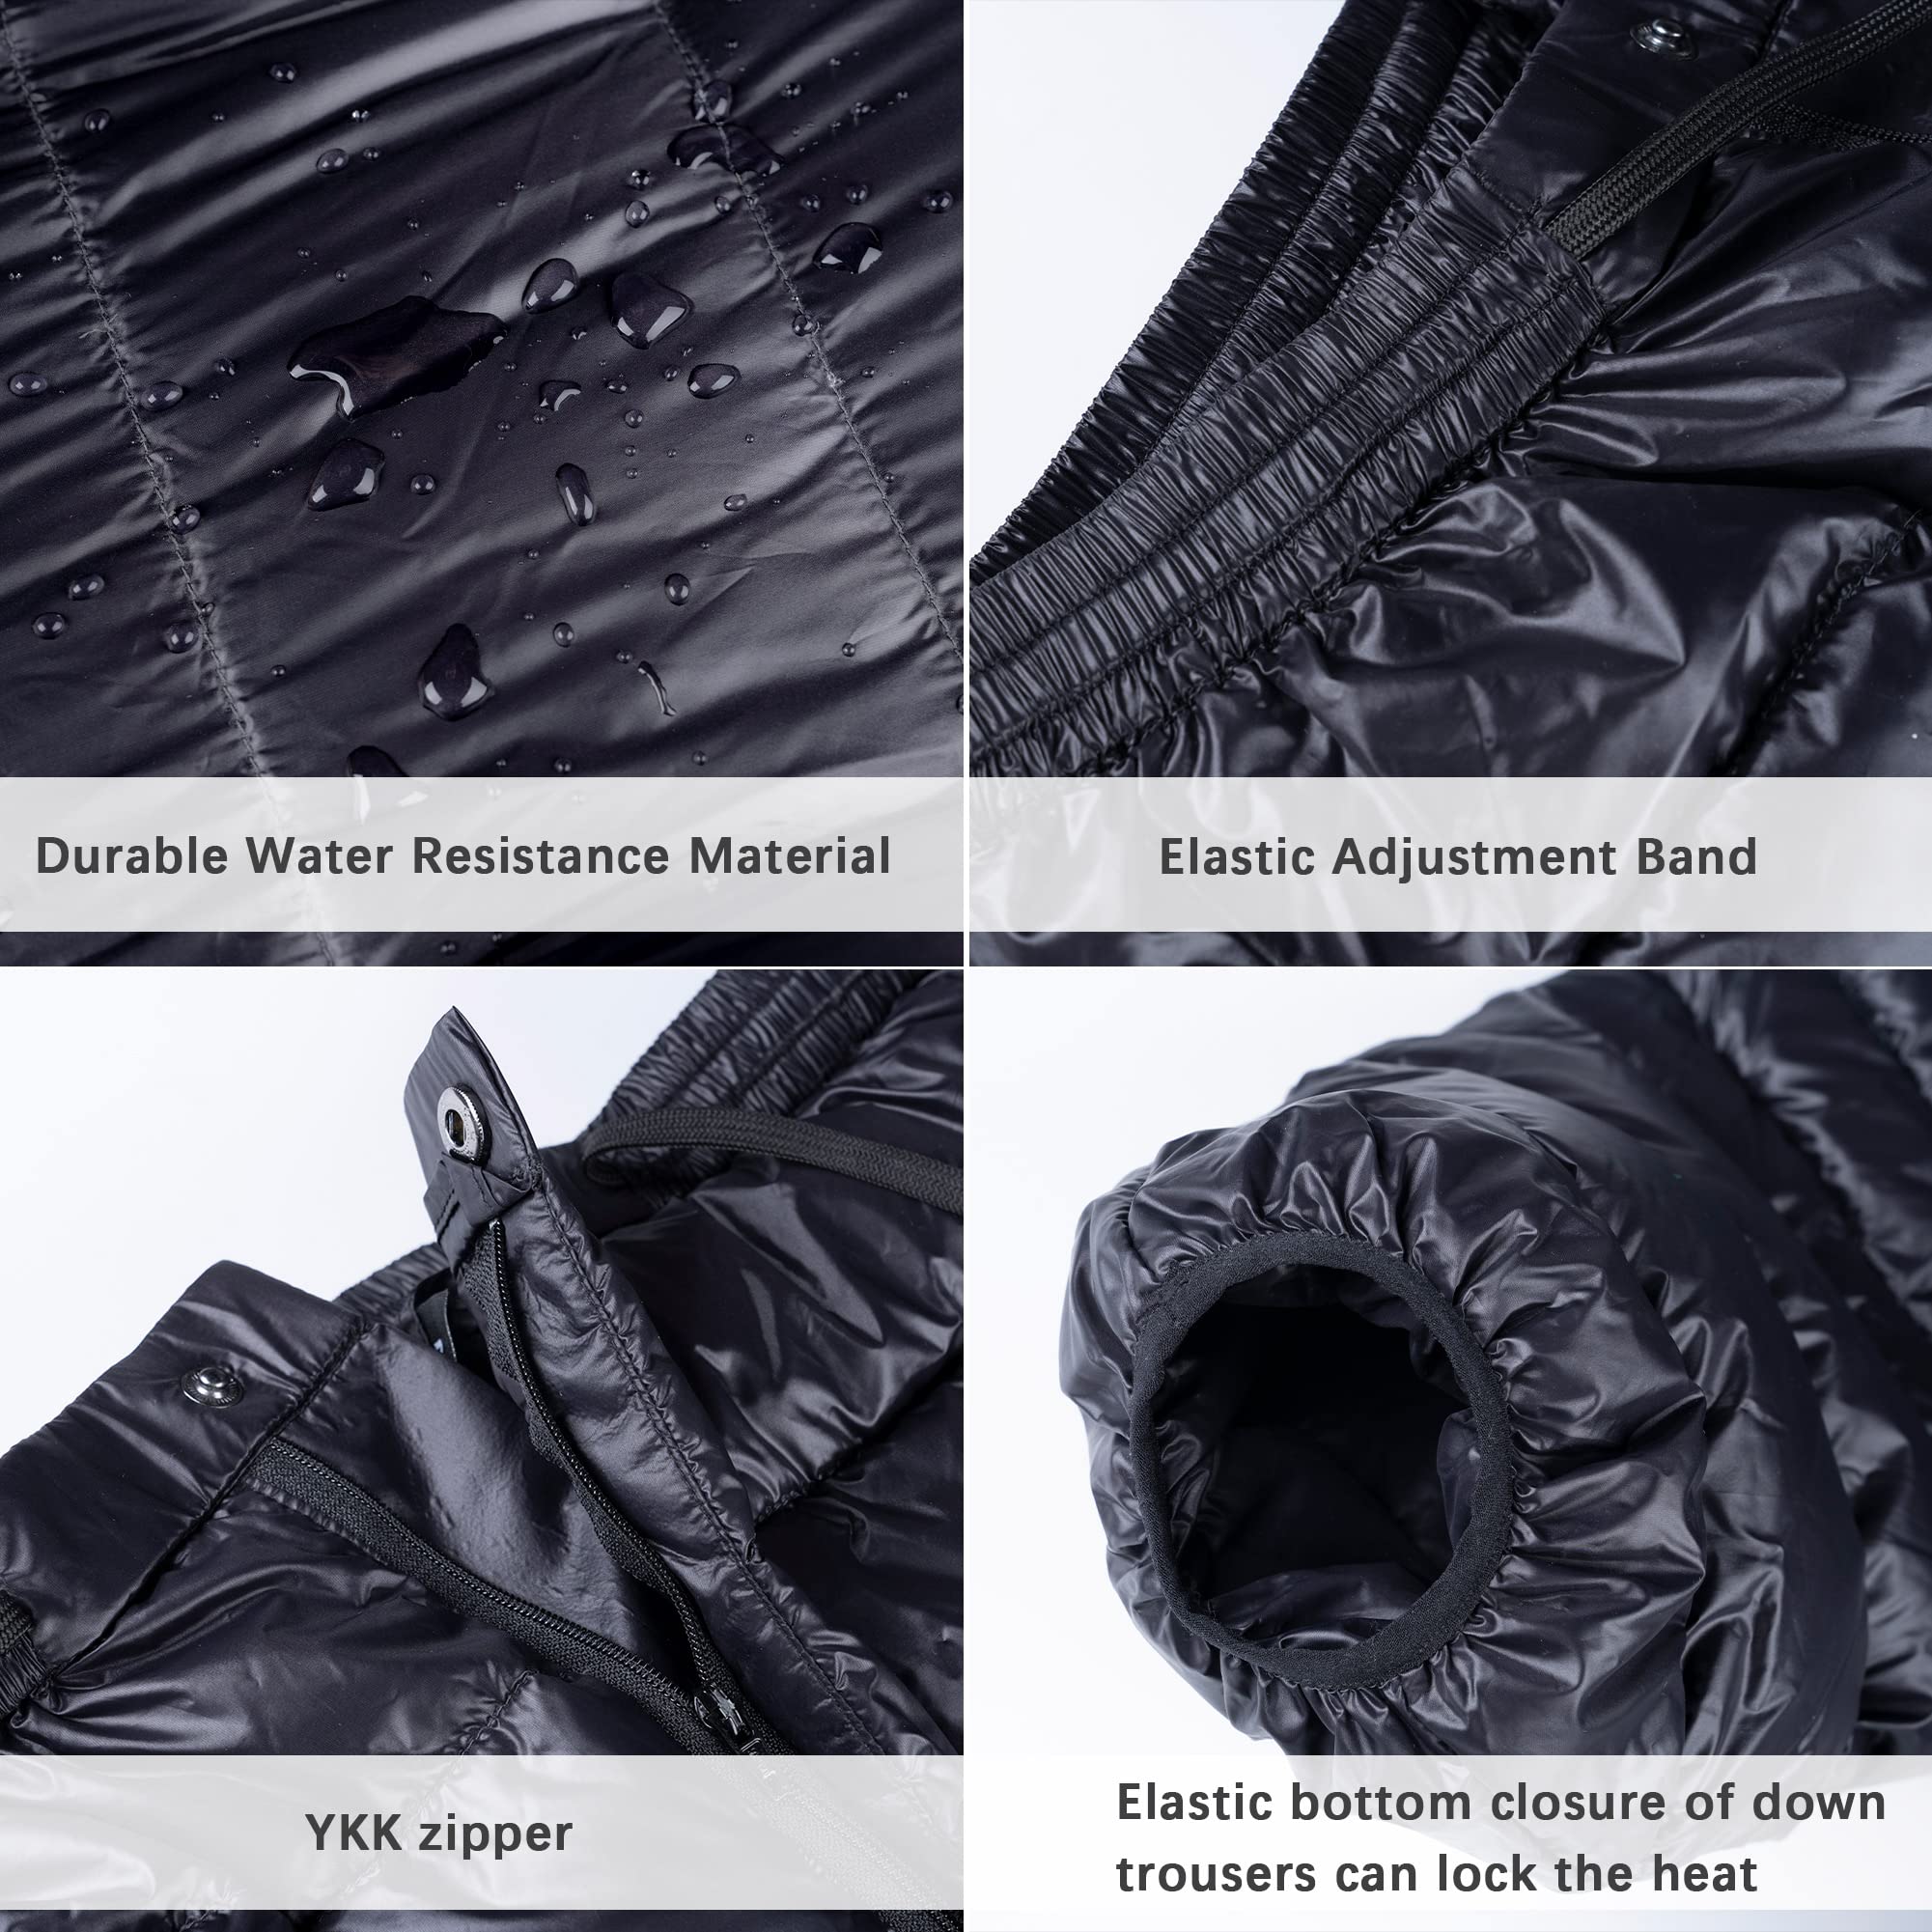 Durable Water Resistance Material
Elastic Adjustment Band
YKK zipper
Elastic bottom closure of down
trousers can lock the heat